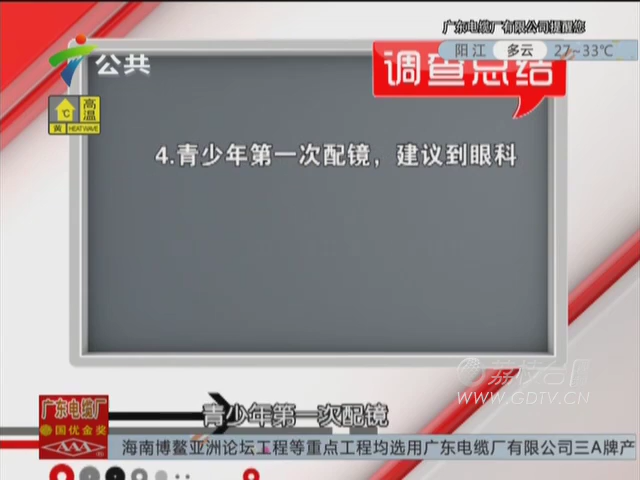 广东电缆厂有限公司提醒您
阳江 多云 27~33℃
公共
调查总结
℃ 高温
黄 HEAT WAVE
4.青少年第一次配镜，建议到眼科
荔枝台
WWW.GDTV.CN
广东电缆厂
国优金奖
AAA
青少年第一次配镜
海南博鳌亚洲论坛工程等重点工程均选用广东电缆厂有限公司三A牌产